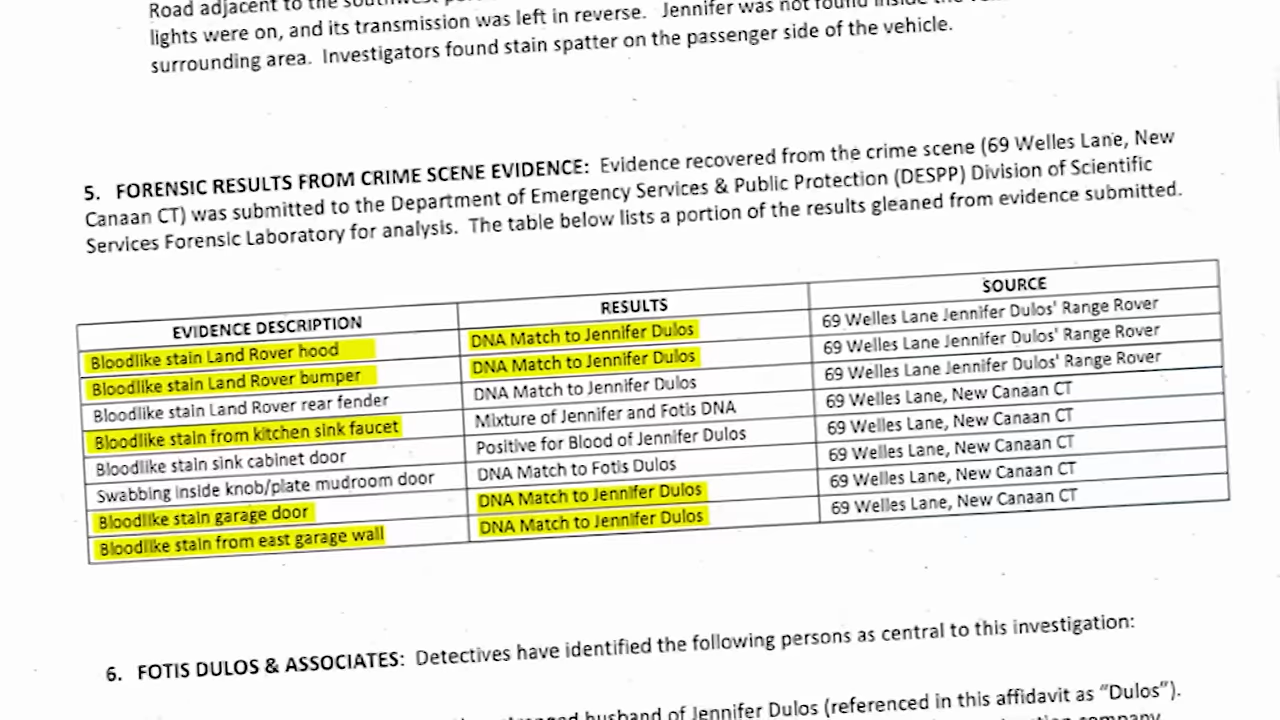 Road adjacent to the
lights were on, and its transmission was left in reverse. Jennifer was not found inside the
surrounding area. Investigators found stain spatter on the passenger side of the vehicle.
5. FORENSIC RESULTS FROM CRIME SCENE EVIDENCE: Evidence recovered from the crime scene (69 Welles Lane, New
Canaan CT) was submitted to the Department of Emergency Services & Public Protection (DESPP) Division of Scientific
Services Forensic Laboratory for analysis. The table below lists a portion of the results gleaned from evidence submitted.
EVIDENCE DESCRIPTION RESULTS SOURCE
Bloodlike stain Land Rover hood DNA Match to Jennifer Dulos 69 Welles Lane Jennifer Dulos' Range Rover
Bloodlike stain Land Rover bumper DNA Match to Jennifer Dulos 69 Welles Lane Jennifer Dulos' Range Rover
Bloodlike stain Land Rover rear fender DNA Match to Jennifer Dulos 69 Welles Lane Jennifer Dulos' Range Rover
Bloodlike stain from kitchen sink faucet Mixture of Jennifer and Fotis DNA 69 Welles Lane, New Canaan CT
Bloodlike stain sink cabinet door Positive for Blood of Jennifer Dulos 69 Welles Lane, New Canaan CT
Swabbing inside knob/plate mudroom door DNA Match to Fotis Dulos 69 Welles Lane, New Canaan CT
Bloodlike stain garage door DNA Match to Jennifer Dulos 69 Welles Lane, New Canaan CT
Bloodlike stain from east garage wall DNA Match to Jennifer Dulos 69 Welles Lane, New Canaan CT
6. FOTIS DULOS & ASSOCIATES: Detectives have identified the following persons as central to this investigation:
husband of Jennifer Dulos (referenced in this affidavit as "Dulos").
company